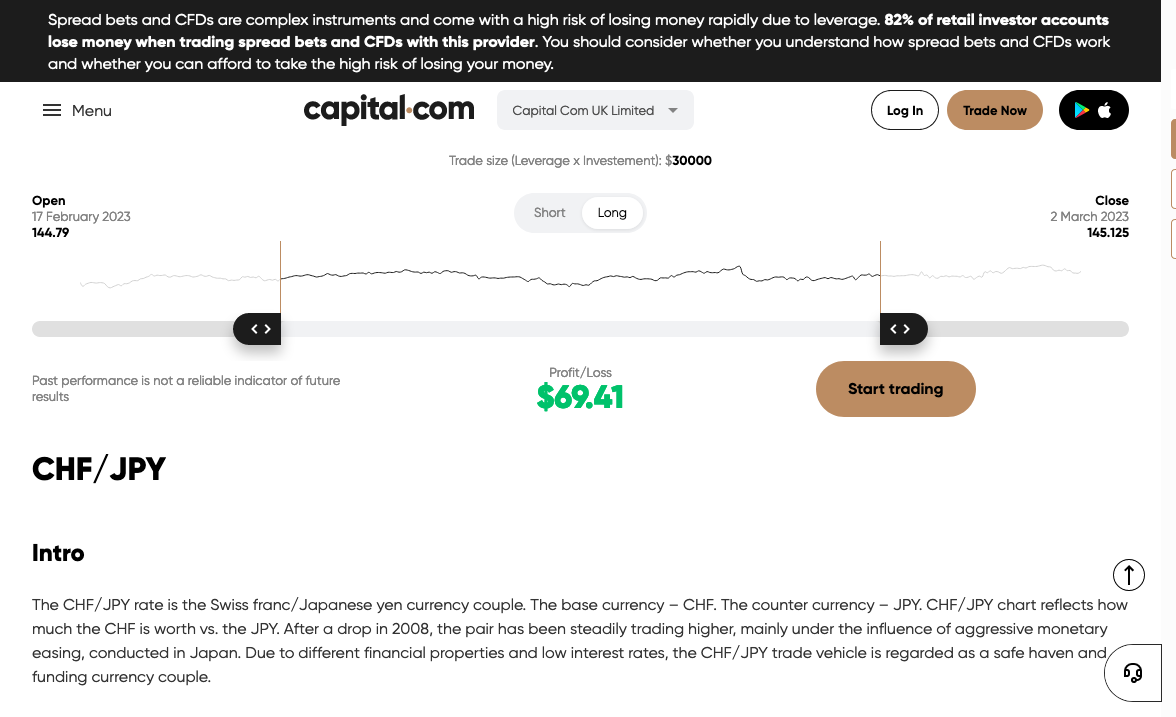 Spread bets and CFDs are complex instruments and come with a high risk of losing money rapidly due to leverage. 82% of retail investor accounts
lose money when trading spread bets and CFDs with this provider. You should consider whether you understand how spread bets and CFDs work
and whether you can afford to take the high risk of losing your money.
Menu
capital.com
Capital Com UK Limited
Log In
Trade Now
Trade size (Leverage x Investement): $30000
Open
17 February 2023
144.79
Short
Long
Close
2 March 2023
145.125
Past performance is not a reliable indicator of future
results
Profit/Loss
$69.41
Start trading
CHF/JPY
Intro
The CHF/JPY rate is the Swiss franc/Japanese yen currency couple. The base currency – CHF. The counter currency – JPY. CHF/JPY chart reflects how
much the CHF is worth vs. the JPY. After a drop in 2008, the pair has been steadily trading higher, mainly under the influence of aggressive monetary
easing, conducted in Japan. Due to different financial properties and low interest rates, the CHF/JPY trade vehicle is regarded as a safe haven and
funding currency couple.